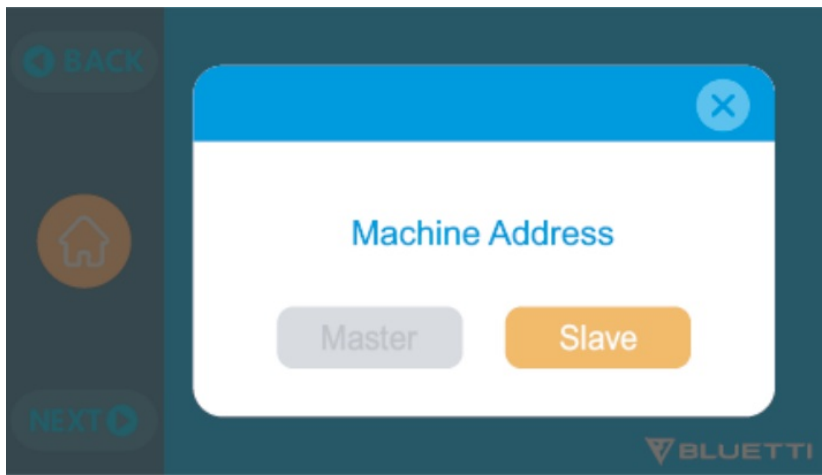 BACK
Machine Address
Master
Slave
NEXT
BLUETTI